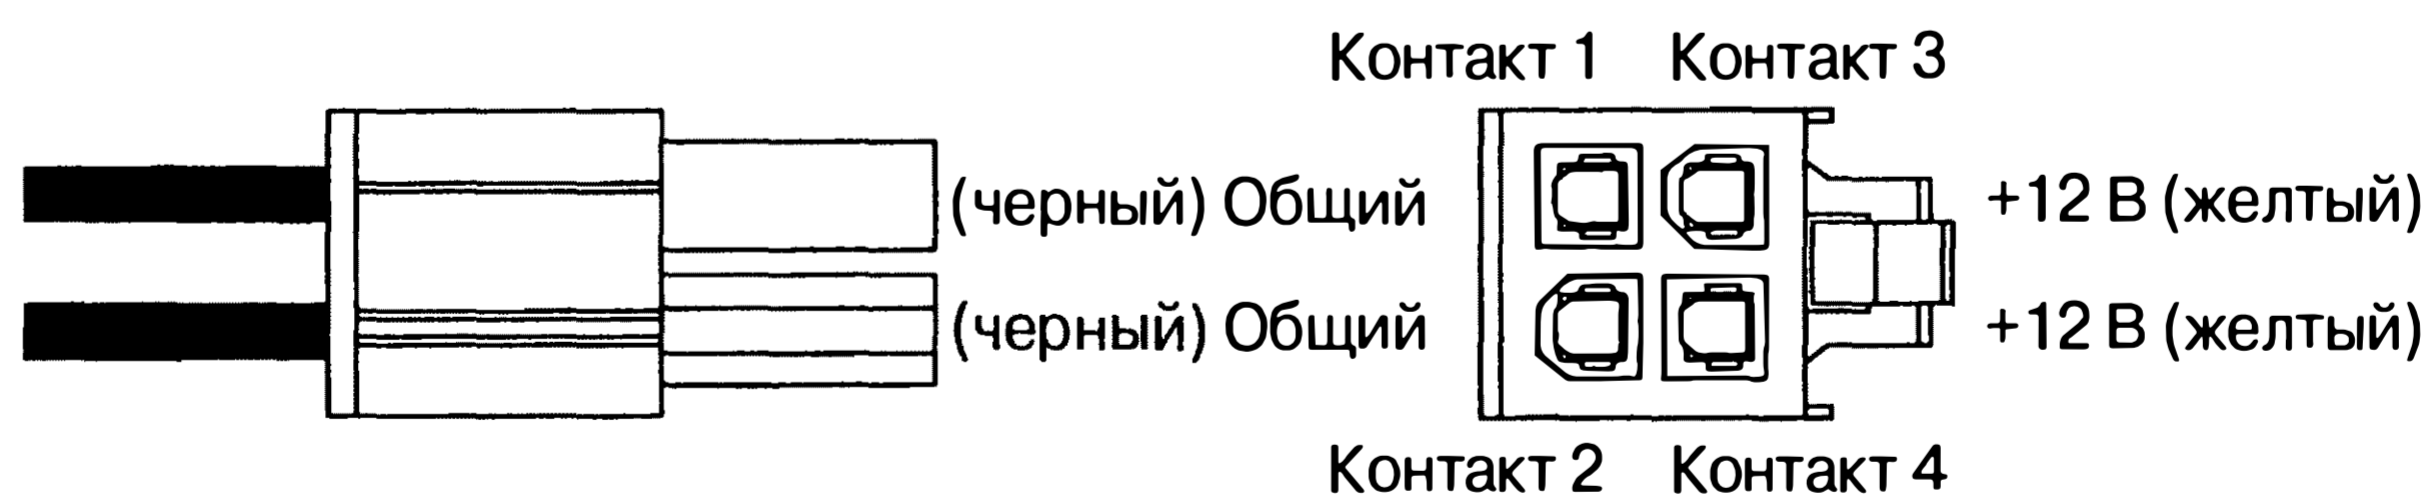 Контакт 1 Контакт 3
(черный) Общий +12 В (желтый)
(черный) Общий +12 В (желтый)
Контакт 2 Контакт 4